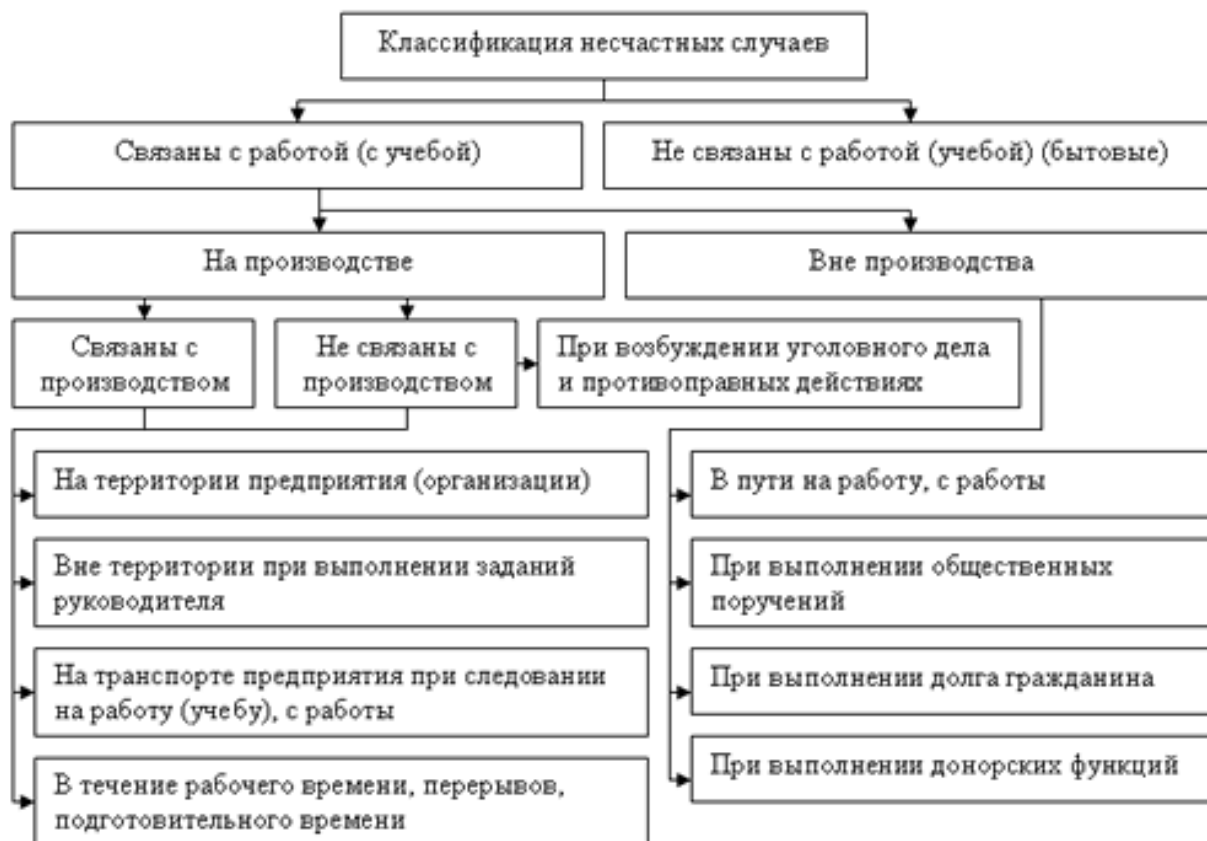 Классификация несчастных случаев
Связаны с работой (с учебой)
Не связаны с работой (учебой) (бытовые)
На производстве
Вне производства
Связаны с
производством
Не связаны с
производством
При возбуждении уголовного дела
и противоправных действиях
На территории предприятия (организации)
Вне территории при выполнении заданий
руководителя
На транспорте предприятия при следовании
на работу (учебу), с работы
В течение рабочего времени, перерывов,
подготовительного времени
В пути на работу, с работы
При выполнении общественных
поручений
При выполнении долга гражданина
При выполнении донорских функций